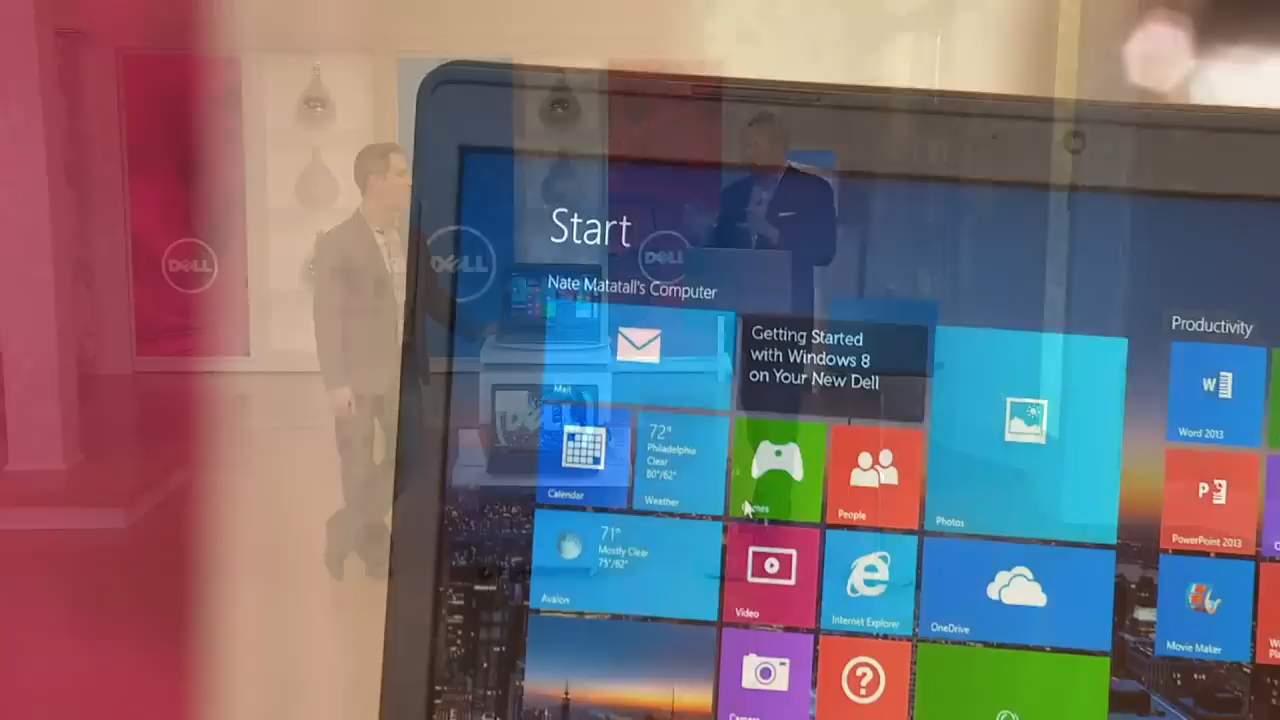 DELL
DELL
DELL
Start
Nate Matatall's Computer
Mail
Getting Started
with Windows 8
on Your New Dell
Photos
Productivity
Word 2013
Calendar
72°
Philadelphia
Clear
80°/62°
Weather
Games
People
PowerPoint 2013
71°
Mostly Clear
75°/62°
Avalon
Video
Internet Explorer
OneDrive
Movie Maker